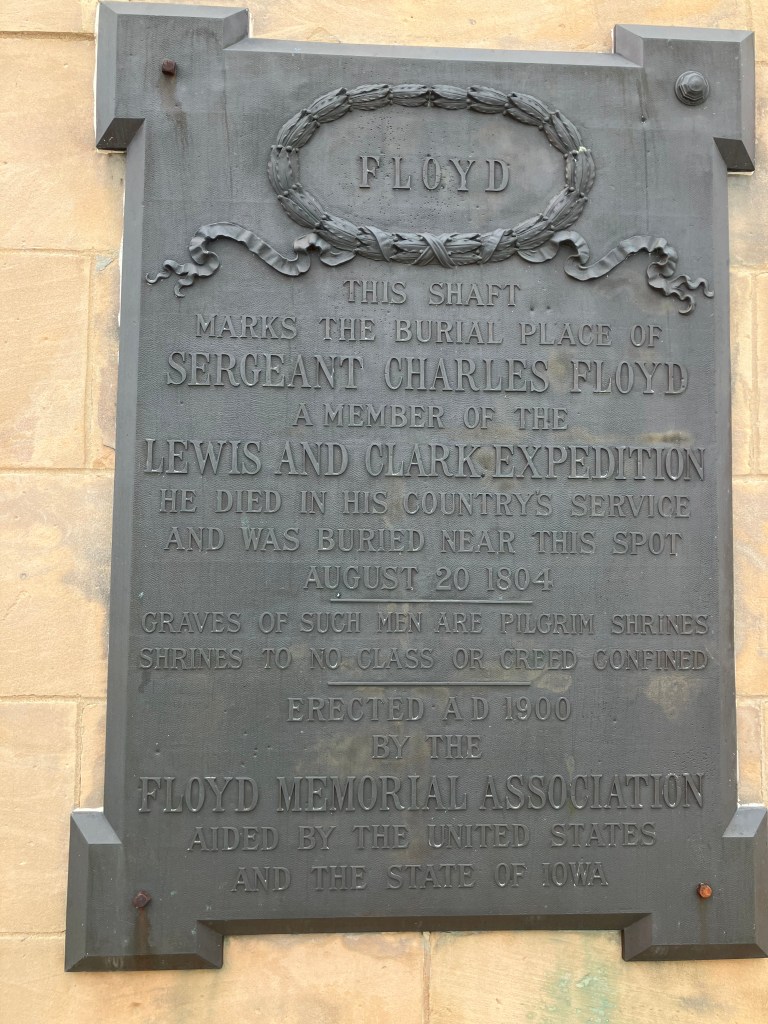 FLOYD
THIS SHAFT
MARKS THE BURIAL PLACE OF
SERGEANT CHARLES FLOYD
A MEMBER OF THE
LEWIS AND CLARK EXPEDITION
HE DIED IN HIS COUNTRY'S SERVICE
AND WAS BURIED NEAR THIS SPOT
AUGUST 20 1804
GRAVES OF SUCH MEN ARE PILGRIM SHRINES
SHRINES TO NO CLASS OR CREED CONFINED
ERECTED A D 1900
BY THE
FLOYD MEMORIAL ASSOCIATION
AIDED BY THE UNITED STATES
AND THE STATE OF IOWA